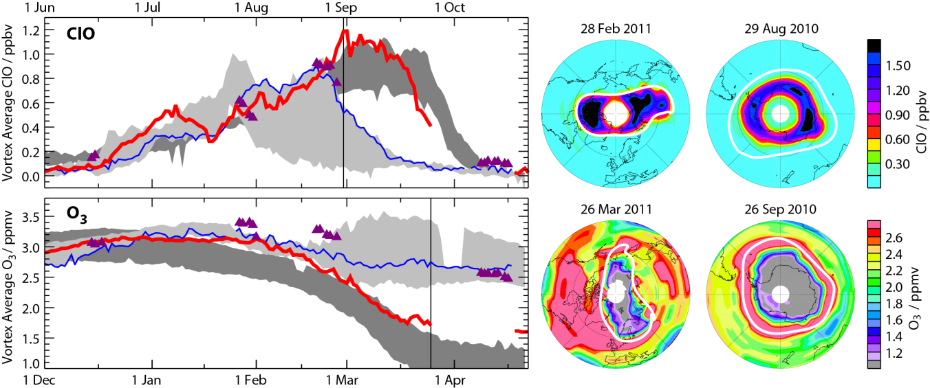 1 Jun 1 Jul 1 Aug 1 Sep 1 Oct
ClO
Vortex Average ClO / ppbv
1.2
1.0
0.8
0.6
0.4
0.2
0.0
O3
Vortex Average O3 / ppmv
3.5
3.0
2.5
2.0
1.5
1.0
1 Dec 1 Jan 1 Feb 1 Mar 1 Apr
28 Feb 2011 29 Aug 2010
1.50
1.20
0.90
0.60
0.30
ClO / ppbv
26 Mar 2011 26 Sep 2010
2.6
2.4
2.2
2.0
1.8
1.6
1.4
1.2
O3 / ppmv